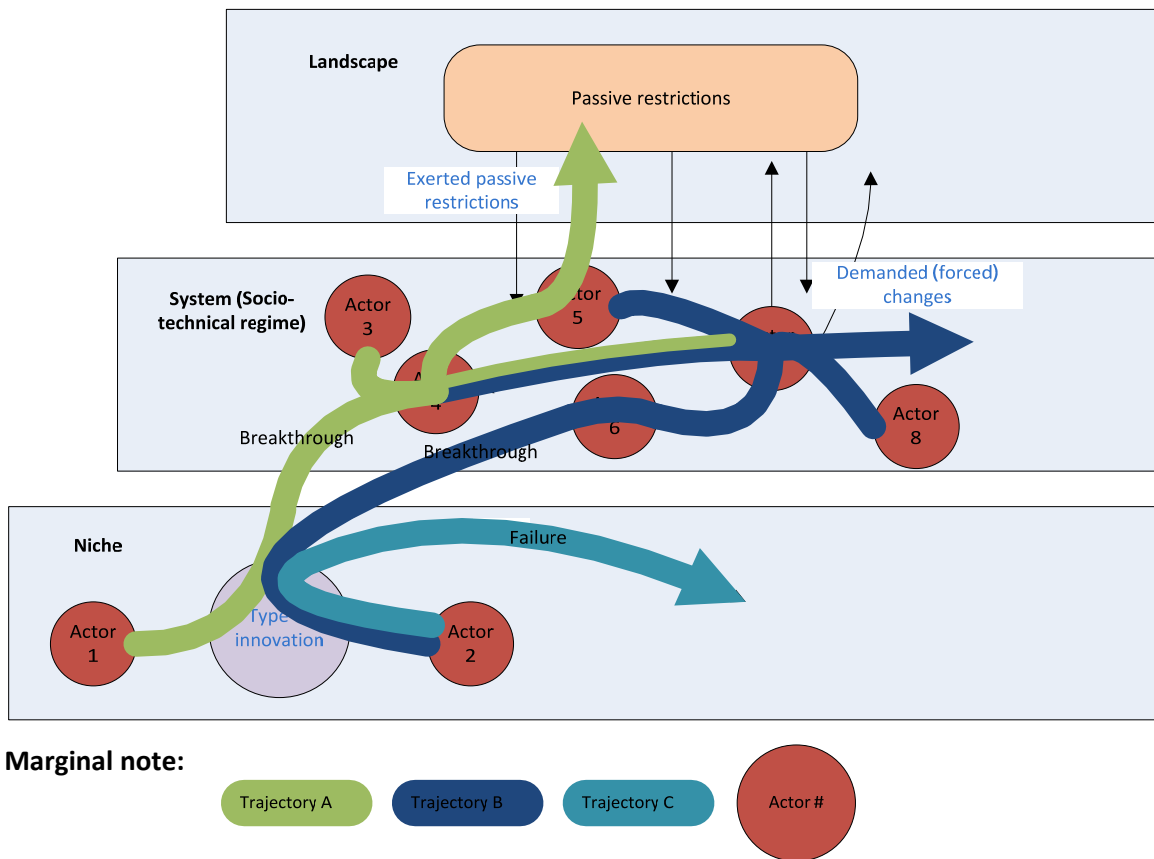 Landscape
Passive restrictions
Exerted passive
restrictions
Demanded (forced)
changes
System (Socio-
technical regime)
Actor
3
5
4
6
Actor
8
Breakthrough
Breakthrough
Niche
Failure
Type
innovation
Actor
1
Actor
2
Marginal note:
Trajectory A
Trajectory B
Trajectory C
Actor #